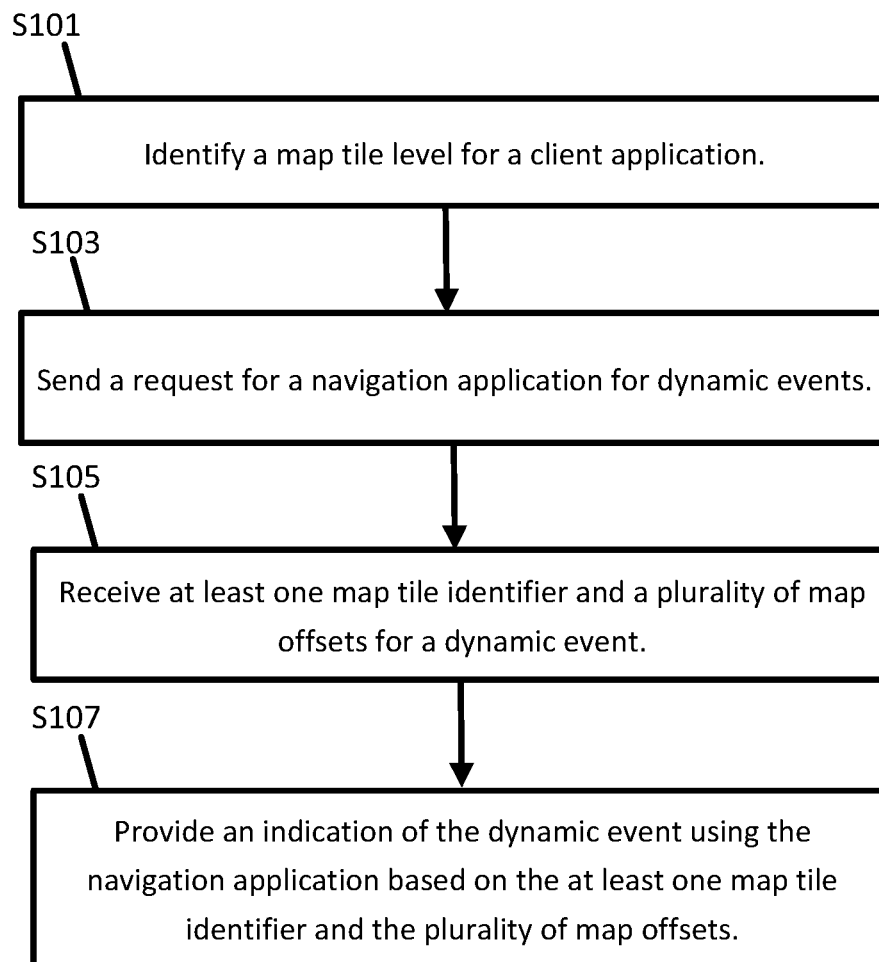 S101
Identify a map tile level for a client application.
S103
Send a request for a navigation application for dynamic events.
S105
Receive at least one map tile identifier and a plurality of map
offsets for a dynamic event.
S107
Provide an indication of the dynamic event using the
navigation application based on the at least one map tile
identifier and the plurality of map offsets.